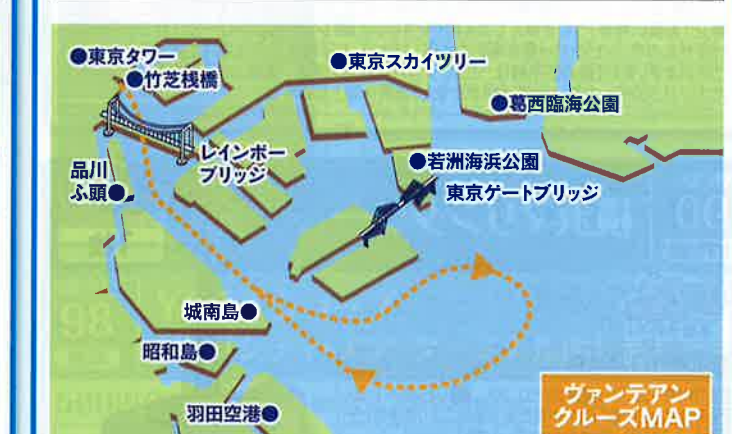 ●東京タワー
●竹芝桟橋
●東京スカイツリー
●葛西臨海公園
レインボー
ブリッジ
●若洲海浜公園
東京ゲートブリッジ
品川
ふ頭●
城南島●
昭和島●
羽田空港●
ヴァンテアン
クルーズMAP